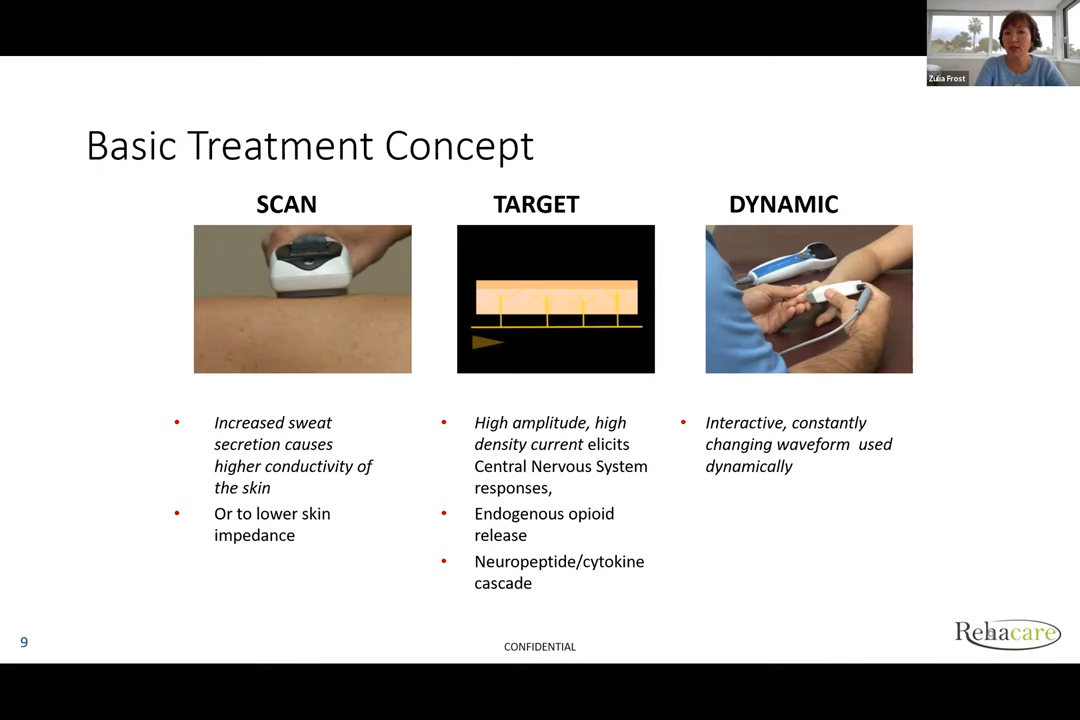 Zulia Frost
Basic Treatment Concept
SCAN
TARGET
DYNAMIC
• Increased sweat
secretion causes
higher conductivity of
the skin
• Or to lower skin
impedance
• High amplitude, high
density current elicits
Central Nervous System
responses,
• Endogenous opioid
release
• Neuropeptide/cytokine
cascade
• Interactive, constantly
changing waveform used
dynamically
9
CONFIDENTIAL
Rehacare